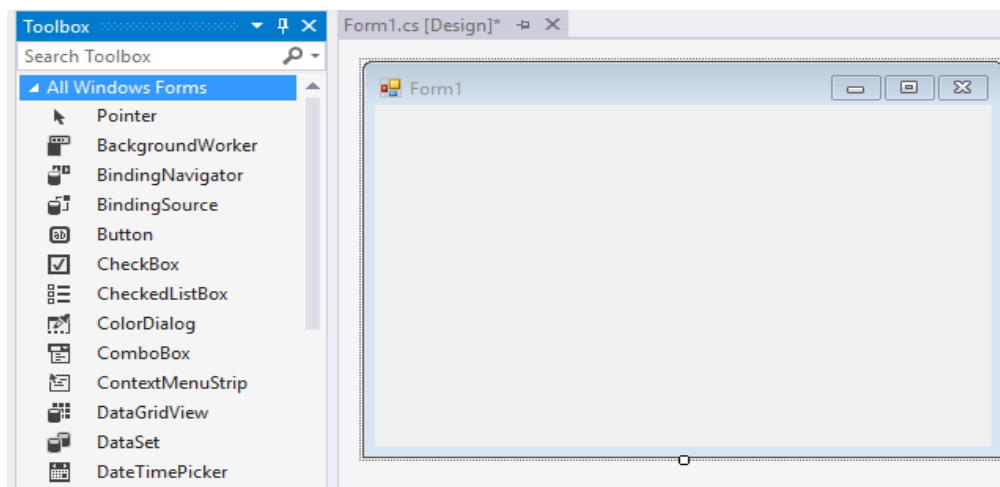 Toolbox
Search Toolbox
All Windows Forms
Pointer
BackgroundWorker
BindingNavigator
BindingSource
Button
CheckBox
CheckedListBox
ColorDialog
ComboBox
ContextMenuStrip
DataGridView
DataSet
DateTimePicker
Form1.cs [Design]*
Form1